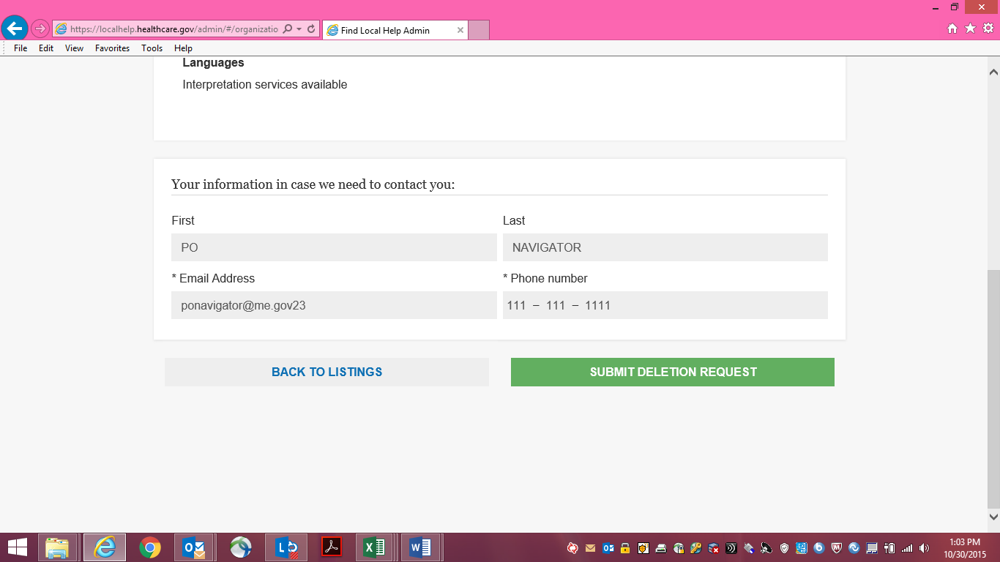 https://localhelp.healthcare.gov/admin/#/organizatio
Find Local Help Admin
File Edit View Favorites Tools Help
Languages
Interpretation services available
Your information in case we need to contact you:
First Last
PO NAVIGATOR
* Email Address * Phone number
ponavigator@me.gov23 111 – 111 – 1111
BACK TO LISTINGS SUBMIT DELETION REQUEST
1:03 PM
10/30/2015